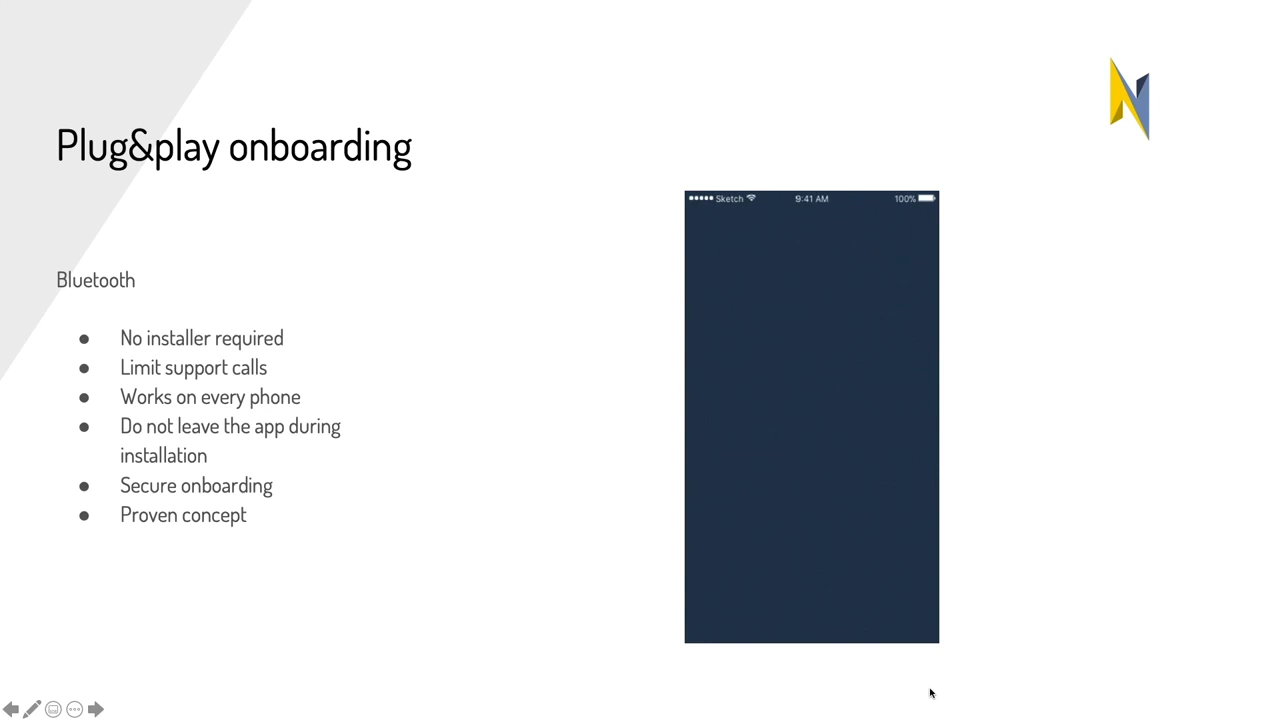 Plug&play onboarding
Sketch 9:41 AM 100%
Bluetooth
● No installer required
● Limit support calls
● Works on every phone
● Do not leave the app during
installation
● Secure onboarding
● Proven concept